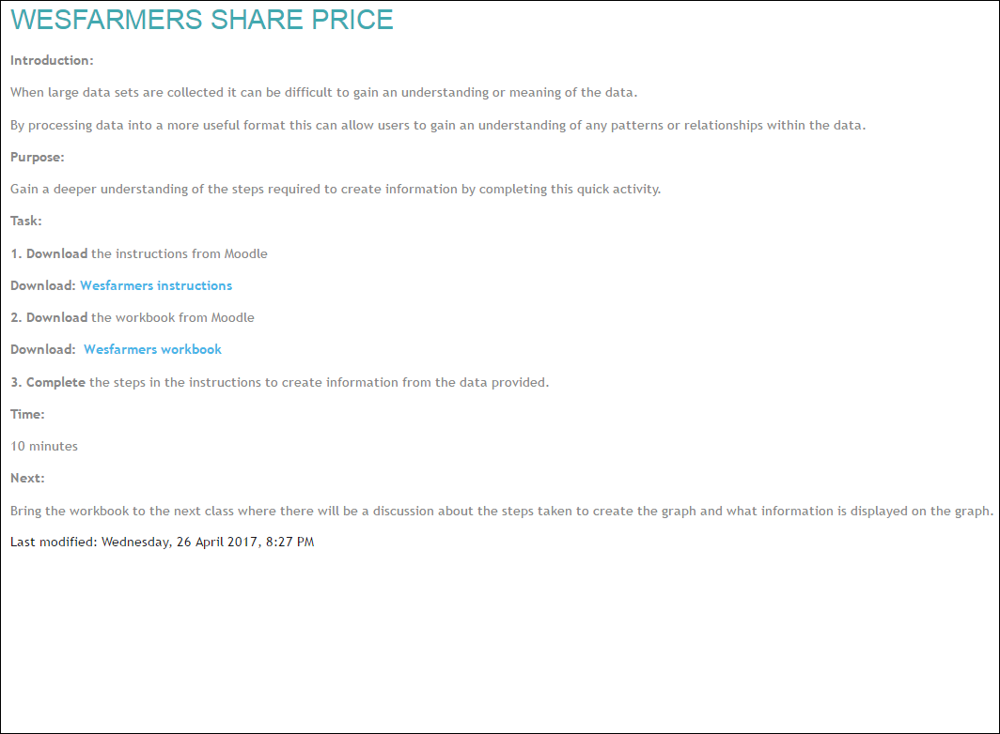 WESFARMERS SHARE PRICE
Introduction:
When large data sets are collected it can be difficult to gain an understanding or meaning of the data.
By processing data into a more useful format this can allow users to gain an understanding of any patterns or relationships within the data.
Purpose:
Gain a deeper understanding of the steps required to create information by completing this quick activity.
Task:
1. Download the instructions from Moodle
Download: Wesfarmers instructions
2. Download the workbook from Moodle
Download:  Wesfarmers workbook
3. Complete the steps in the instructions to create information from the data provided.
Time:
10 minutes
Next:
Bring the workbook to the next class where there will be a discussion about the steps taken to create the graph and what information is displayed on the graph.
Last modified: Wednesday, 26 April 2017, 8:27 PM